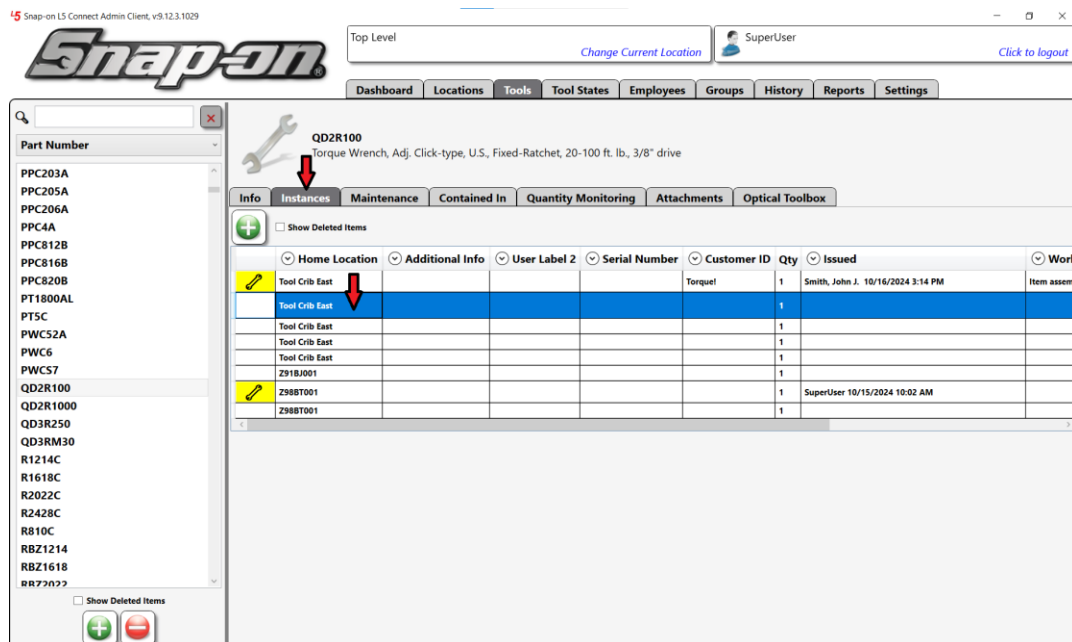 L5 Snap-on L5 Connect Admin Client, v:9.12.3.1029
Snap-on
Top Level
Change Current Location
SuperUser
Click to logout
Dashboard Locations Tools Tool States Employees Groups History Reports Settings
Part Number
PPC203A
PPC205A
PPC206A
PPC4A
PPC812B
PPC816B
PPC820B
PT1800AL
PT5C
PWC52A
PWC6
PWCS7
QD2R100
QD2R1000
QD3R250
QD3RM30
R1214C
R1618C
R2022C
R2428C
R810C
RBZ1214
RBZ1618
RBZ2022
Show Deleted Items
QD2R100
Torque Wrench, Adj. Click-type, U.S., Fixed-Ratchet, 20-100 ft. lb., 3/8" drive
Info Instances Maintenance Contained In Quantity Monitoring Attachments Optical Toolbox
Show Deleted Items
Home Location Additional Info User Label 2 Serial Number Customer ID Qty Issued Worl
Tool Crib East Torque! 1 Smith, John J. 10/16/2024 3:14 PM Item assem
Tool Crib East 1
Tool Crib East 1
Tool Crib East 1
Tool Crib East 1
Z91BJ001 1
Z98BT001 1 SuperUser 10/15/2024 10:02 AM
Z98BT001 1